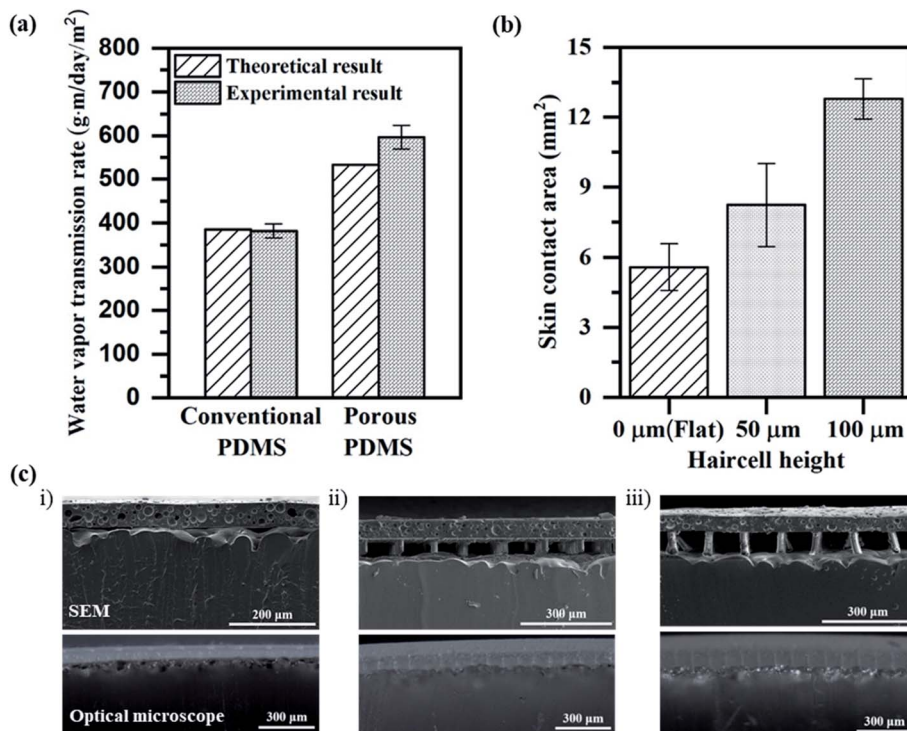 (a)
Water vapor transmission rate (g·m/day/m²)
800
700
600
500
400
300
200
100
0
Theoretical result
Experimental result
Conventional PDMS
Porous PDMS
(b)
Skin contact area (mm²)
15
12
9
6
3
0
0 μm(Flat) 50 μm 100 μm
Haircell height
(c)
i)
ii)
iii)
SEM
200 μm
300 μm
300 μm
Optical microscope
300 μm
300 μm
300 μm